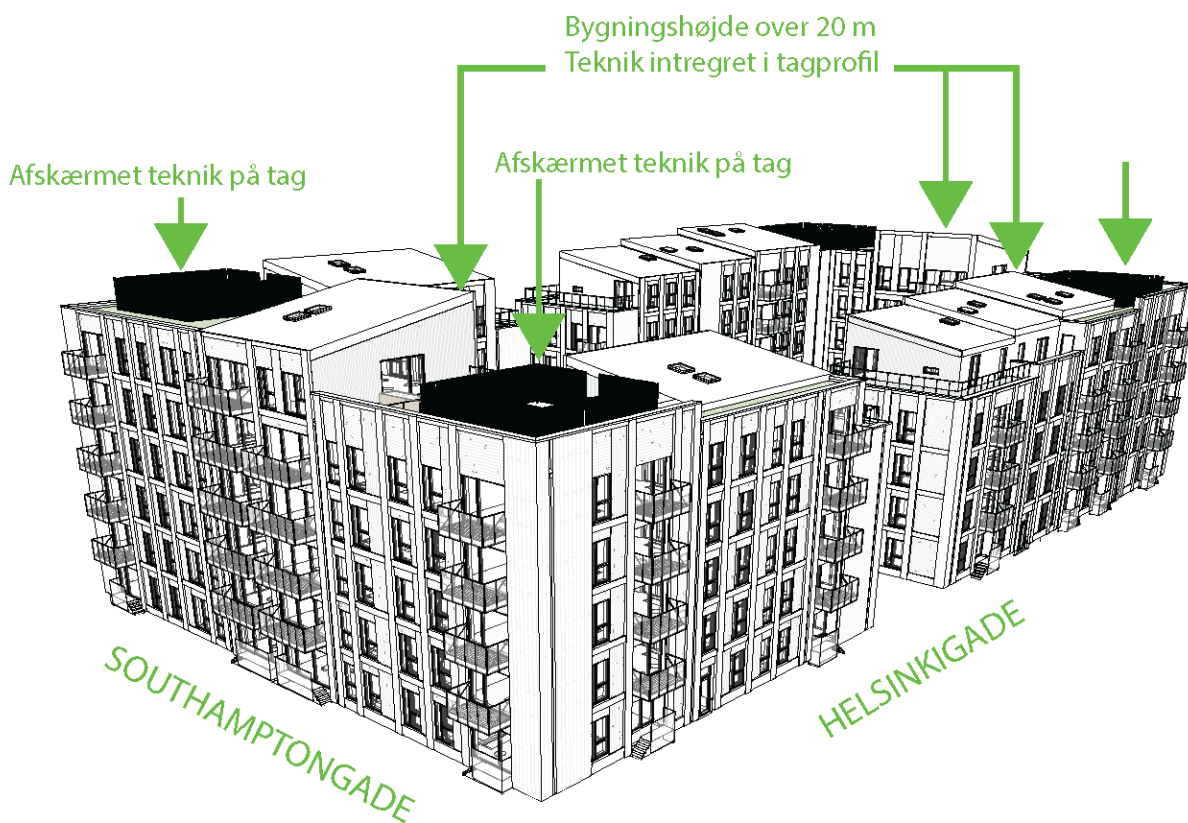 Bygningshøjde over 20 m
Teknik intregret i tagprofil
Afskærmet teknik på tag
Afskærmet teknik på tag
SOUTHAMPTONGADE
HELSINKIGADE